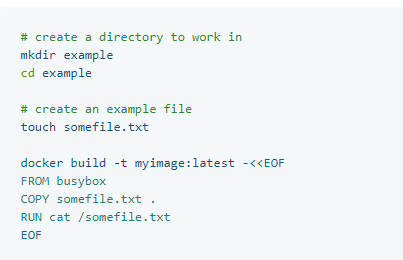 # create a directory to work in
mkdir example
cd example
# create an example file
touch somefile.txt
docker build -t myimage:latest -<<EOF
FROM busybox
COPY somefile.txt .
RUN cat /somefile.txt
EOF